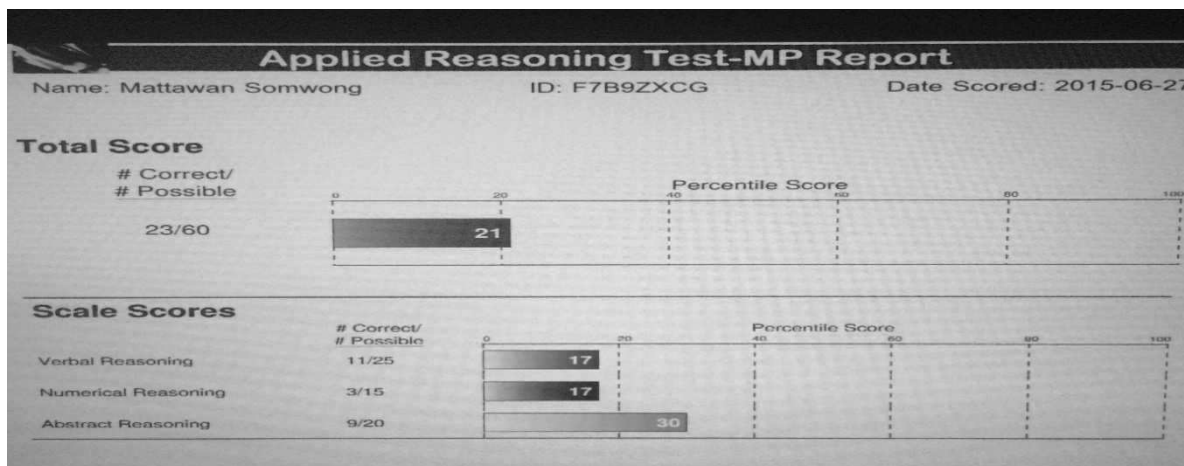 Applied Reasoning Test-MP Report
Name: Mattawan Somwong ID: F7B9ZXCG Date Scored: 2015-06-27
Total Score
# Correct/
# Possible
Percentile Score
0 20 40 60 80 100
23/60 21
Scale Scores
# Correct/
# Possible
Percentile Score
0 20 40 60 80 100
Verbal Reasoning 11/25 17
Numerical Reasoning 3/15 17
Abstract Reasoning 9/20 30